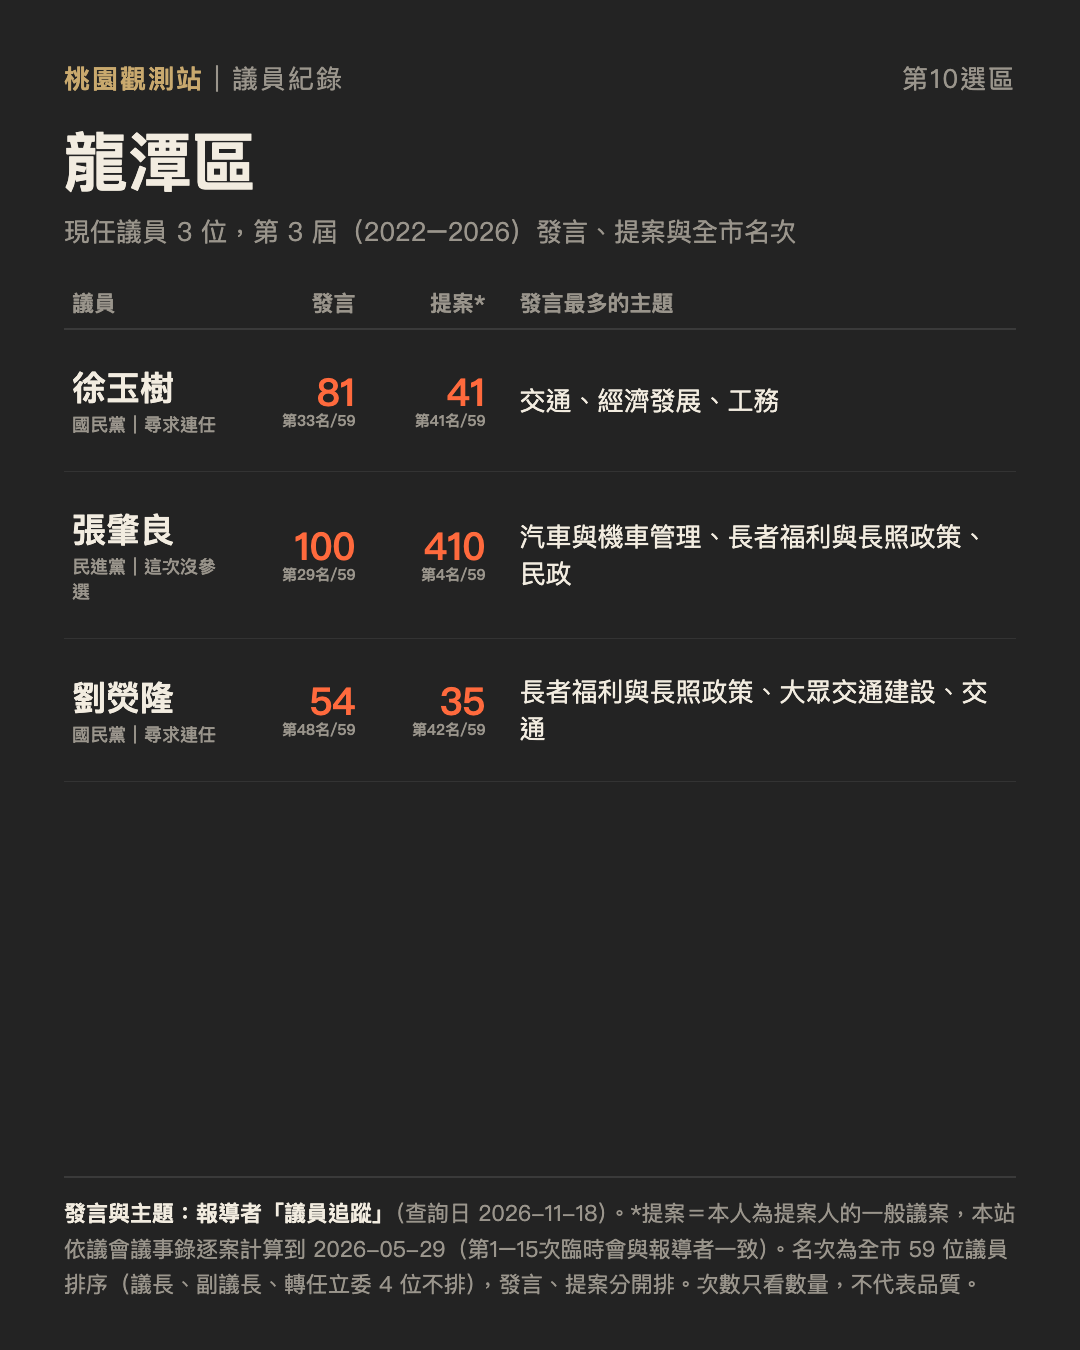 桃園觀測站｜議員紀錄
第10選區
龍潭區
現任議員 3 位，第 3 屆（2022—2026）發言、提案與全市名次
議員 發言 提案* 發言最多的主題
徐玉樹
國民黨｜尋求連任
81
第33名/59
41
第41名/59
交通、經濟發展、工務
張肇良
民進黨｜這次沒參
選
100
第29名/59
410
第4名/59
汽車與機車管理、長者福利與長照政策、
民政
劉熒隆
國民黨｜尋求連任
54
第48名/59
35
第42名/59
長者福利與長照政策、大眾交通建設、交
通
發言與主題：報導者「議員追蹤」（查詢日 2026–11–18）。*提案＝本人為提案人的一般議案，本站
依議會議事錄逐案計算到 2026–05–29（第1—15次臨時會與報導者一致）。名次為全市 59 位議員
排序（議長、副議長、轉任立委 4 位不排），發言、提案分開排。次數只看數量，不代表品質。